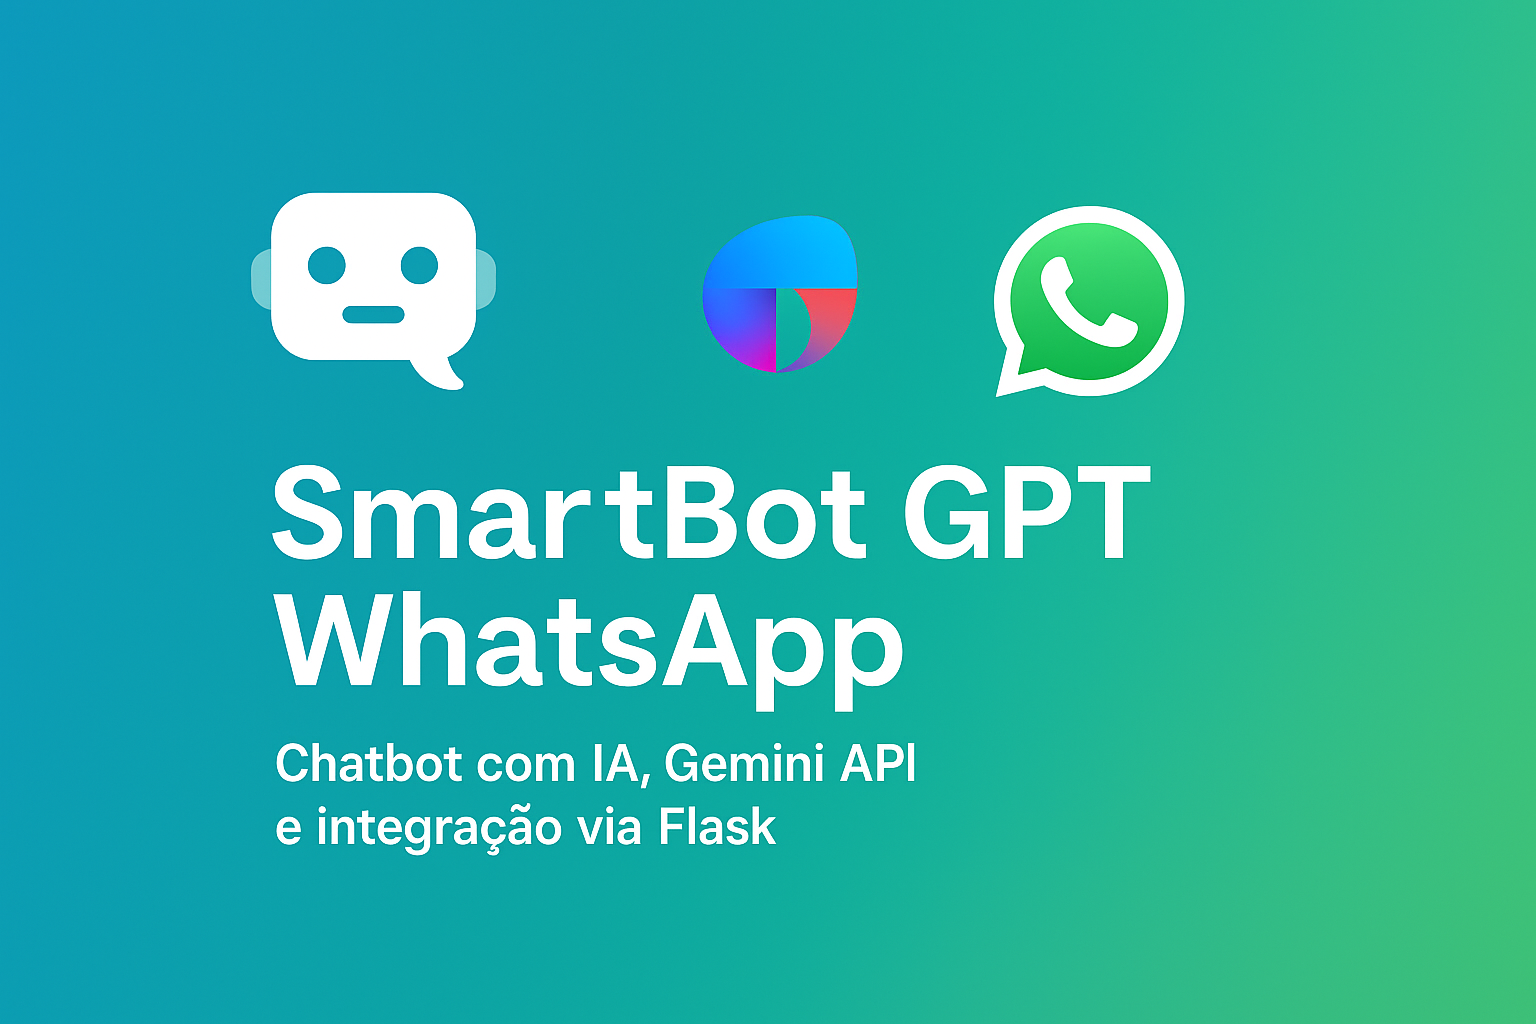 SmartBot GPT
WhatsApp
Chatbot com IA, Gemini API
e integração via Flask